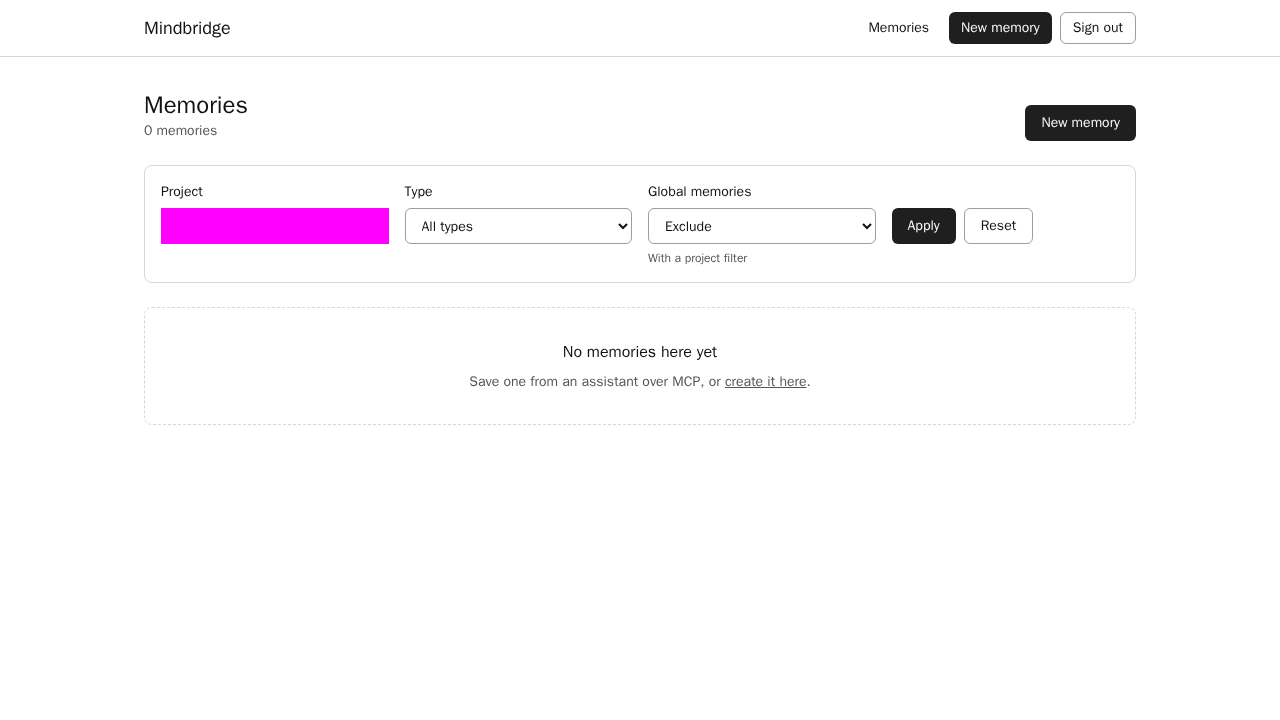 Mindbridge
Memories
New memory
Sign out
Memories
0 memories
New memory
Project
Type
Global memories
All types
Exclude
Apply
Reset
With a project filter
No memories here yet
Save one from an assistant over MCP, or create it here.